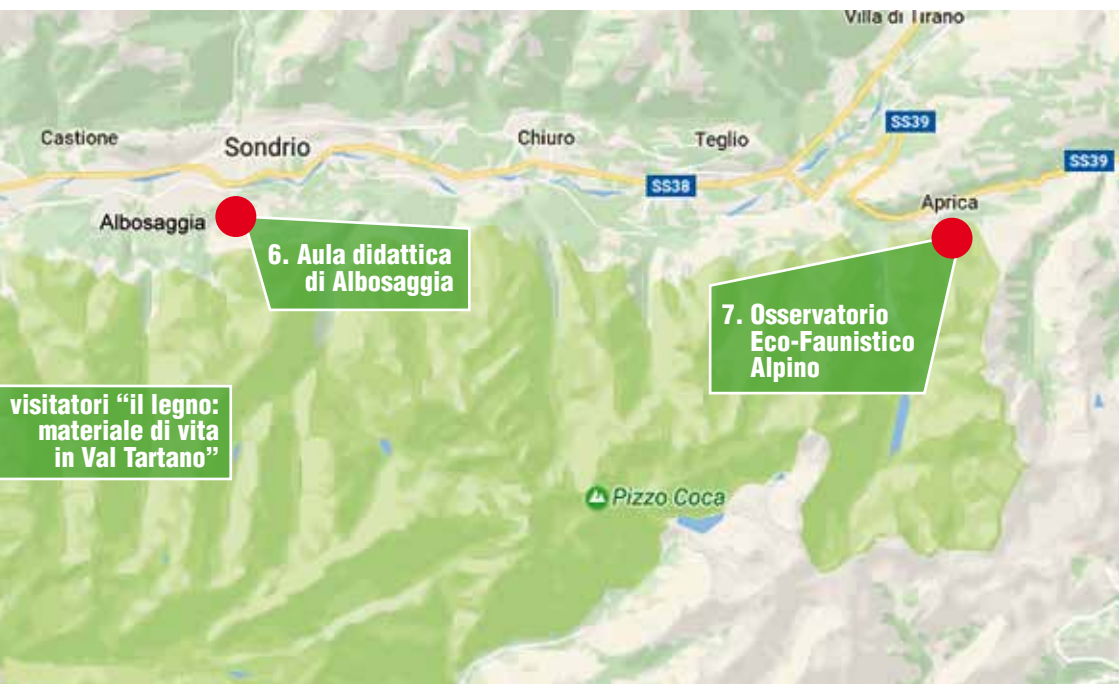 Villa di Tirano
Castione
Sondrio
Chiuro
Teglio
SS39
SS39
SS38
Aprica
Albosaggia
6. Aula didattica
di Albosaggia
7. Osservatorio
Eco-Faunistico
Alpino
visitatori “il legno:
materiale di vita
in Val Tartano”
Pizzo Coca